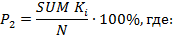 P₂ = SUM Kᵢ / N · 100%, где: